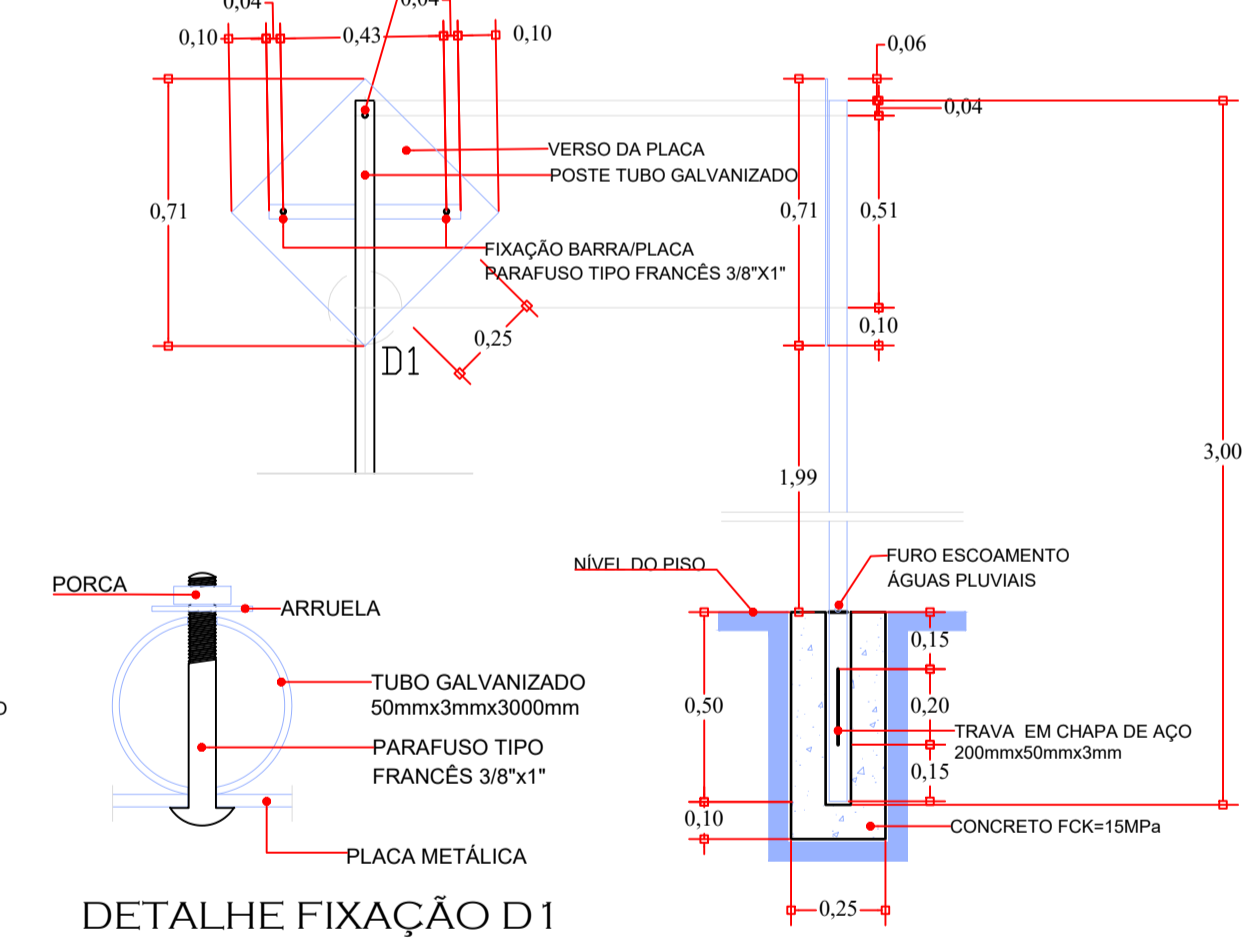 0,04
0,04
0,10
0,43
0,10
0,06
0,04
VERSO DA PLACA
POSTE TUBO GALVANIZADO
0,71
0,71
0,51
FIXAÇÃO BARRA/PLACA
PARAFUSO TIPO FRANCÊS 3/8"X1"
0,25
0,10
D1
3,00
1,99
NÍVEL DO PISO
FURO ESCOAMENTO
ÁGUAS PLUVIAIS
PORCA
ARRUELA
0,15
TUBO GALVANIZADO
50mmx3mmx3000mm
0,50
0,20
O
TRAVA EM CHAPA DE AÇO
200mmx50mmx3mm
PARAFUSO TIPO
FRANCÊS 3/8"x1"
0,15
0,10
CONCRETO FCK=15MPa
PLACA METÁLICA
0,25
DETALHE FIXAÇÃO D1